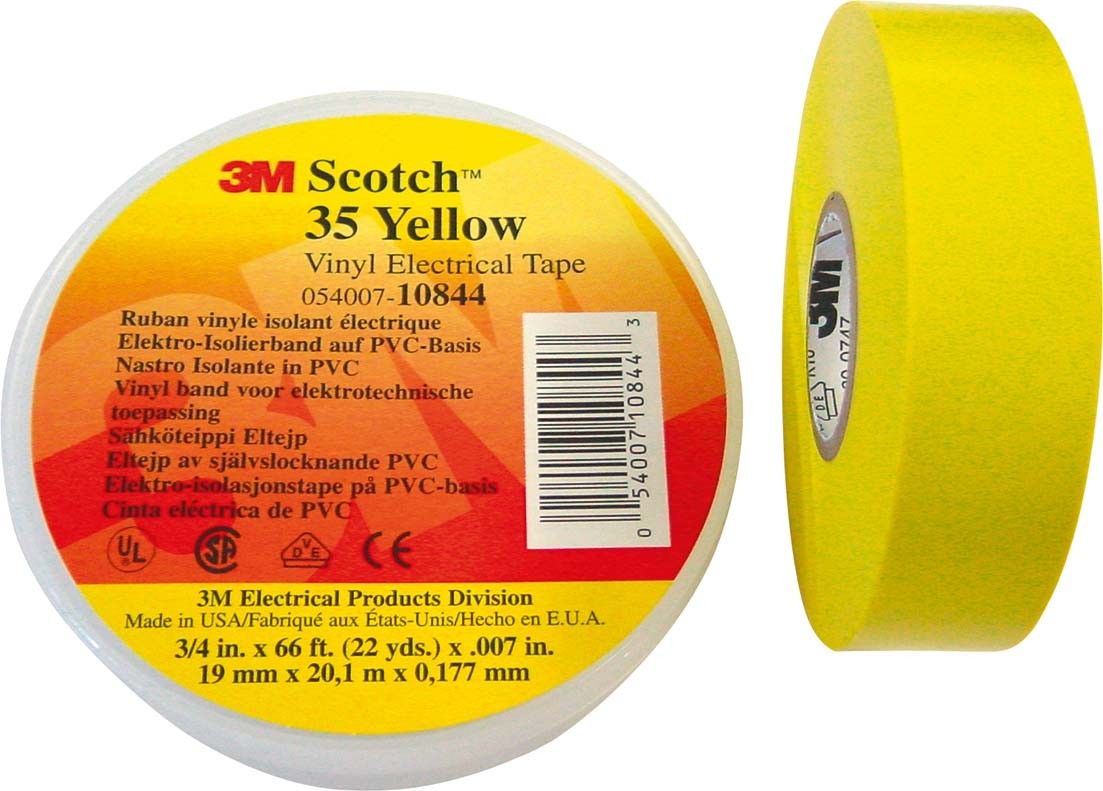 3M Scotch™
35 Yellow
Vinyl Electrical Tape
054007-10844
Ruban vinyle isolant électrique
Elektro-Isolierband auf PVC-Basis
Nastro Isolante in PVC
Vinyl band voor elektrotechnische
toepassing
Sähköteippi Eltejp
Eltejp av självslocknande PVC
Elektro-isolasjonstape på PVC-basis
Cinta eléctrica de PVC
UL SA DVE CE
0 54007 10844 3
3M Electrical Products Division
Made in USA/Fabriqué aux États-Unis/Hecho en E.U.A.
3/4 in. x 66 ft. (22 yds.) x .007 in.
19 mm x 20,1 m x 0,177 mm
3M